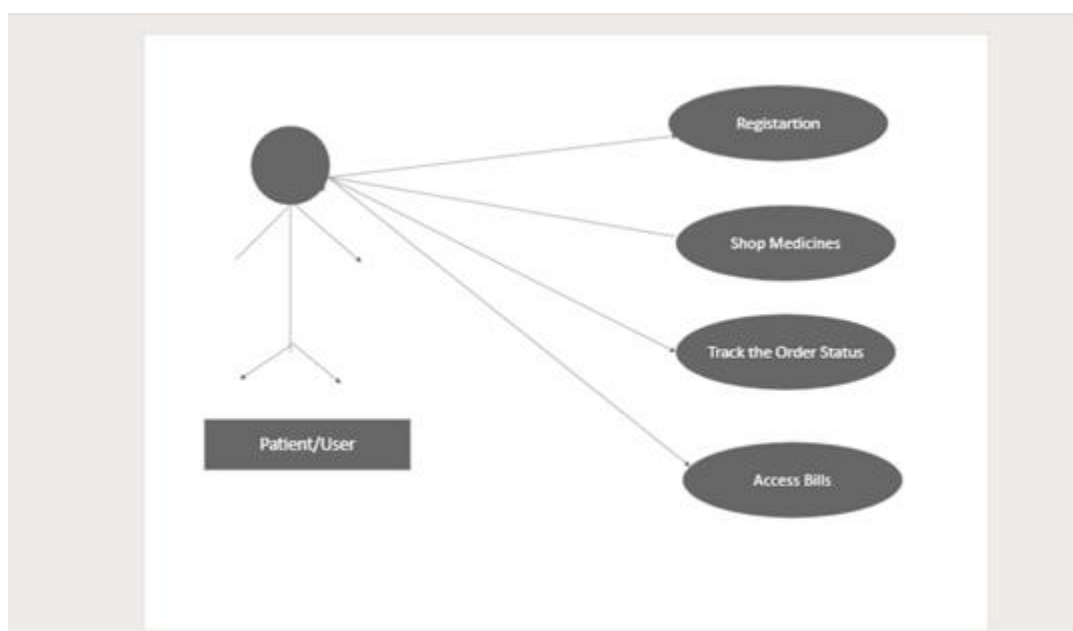 Registartion
Shop Medicines
Track the Order Status
Patient/User
Access Bills